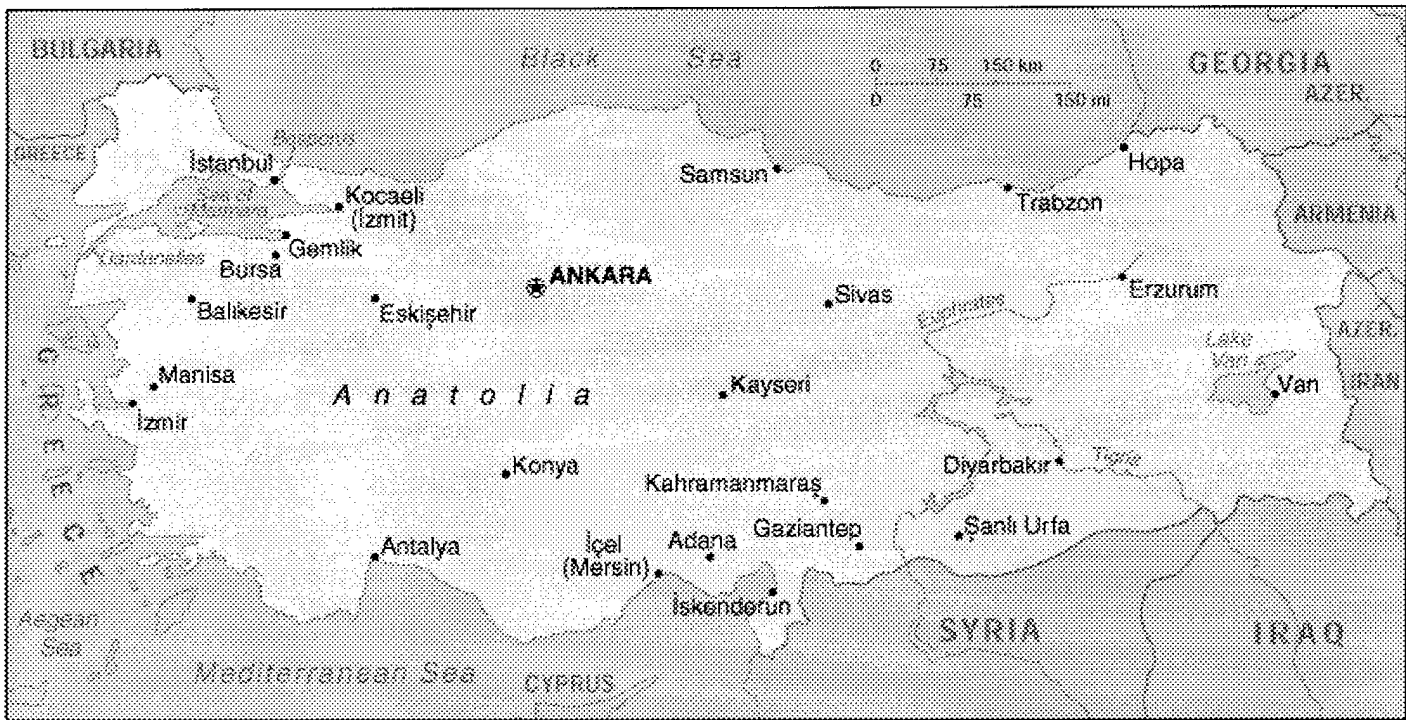 BULGARIA
Black Sea
0 75 150 km
0 75 150 mi
GEORGIA
AZER.
GREECE
Bosporus
İstanbul
Sea of
Marmara
Kocaeli
(İzmit)
Samsun
Hopa
Trabzon
ARMENIA
Gemlik
Dardanelles
Bursa
ANKARA
Erzurum
Balıkesir
Eskişehir
Sivas
Euphrates
AZER.
Lake
Van
GREECE
Manisa
Anatolia
Kayseri
Van
IRAN
İzmir
Konya
Diyarbakır
Tigris
Kahramanmaraş
Gaziantep
Şanlı Urfa
Antalya
İçel
(Mersin)
Adana
İskenderun
Aegean
Sea
SYRIA
IRAQ
Mediterranean Sea
CYPRUS